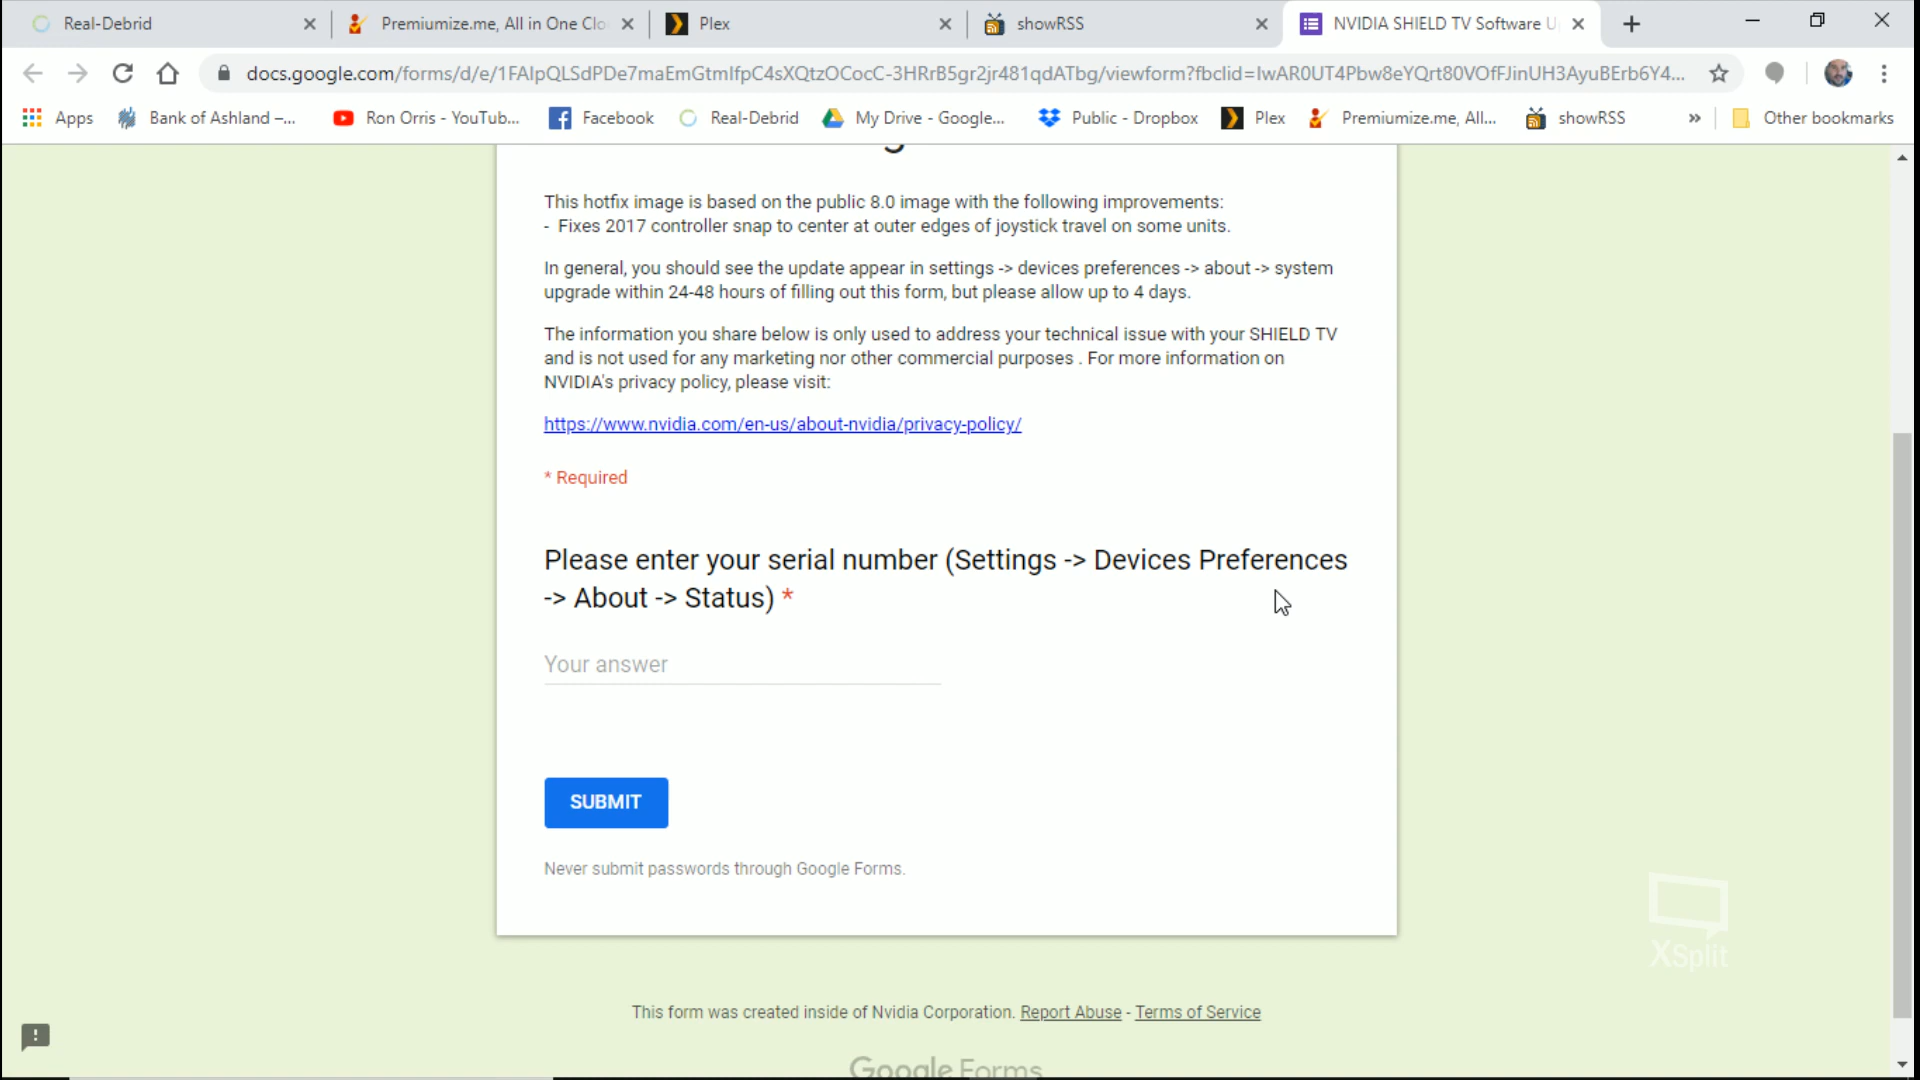 Real-Debrid
Premiumize.me, All in One Clo
Plex
showRSS
NVIDIA SHIELD TV Software U
docs.google.com/forms/d/e/1FAIpQLSdPDe7maEmGtmIfpC4sXQtzOCocC-3HRrB5gr2jr481qdATbg/viewform?fbclid=IwAR0UT4Pbw8eYQrt80VOfFJinUH3AyuBErb6Y4...
Apps
Bank of Ashland –...
Ron Orris - YouTub...
Facebook
Real-Debrid
My Drive - Google...
Public - Dropbox
Plex
Premiumize.me, All...
showRSS
»
Other bookmarks
This hotfix image is based on the public 8.0 image with the following improvements:
- Fixes 2017 controller snap to center at outer edges of joystick travel on some units.
In general, you should see the update appear in settings -> devices preferences -> about -> system
upgrade within 24-48 hours of filling out this form, but please allow up to 4 days.
The information you share below is only used to address your technical issue with your SHIELD TV
and is not used for any marketing nor other commercial purposes . For more information on
NVIDIA's privacy policy, please visit:
https://www.nvidia.com/en-us/about-nvidia/privacy-policy/
* Required
Please enter your serial number (Settings -> Devices Preferences
-> About -> Status) *
Your answer
SUBMIT
Never submit passwords through Google Forms.
XSplit
This form was created inside of Nvidia Corporation. Report Abuse - Terms of Service
Google Forms